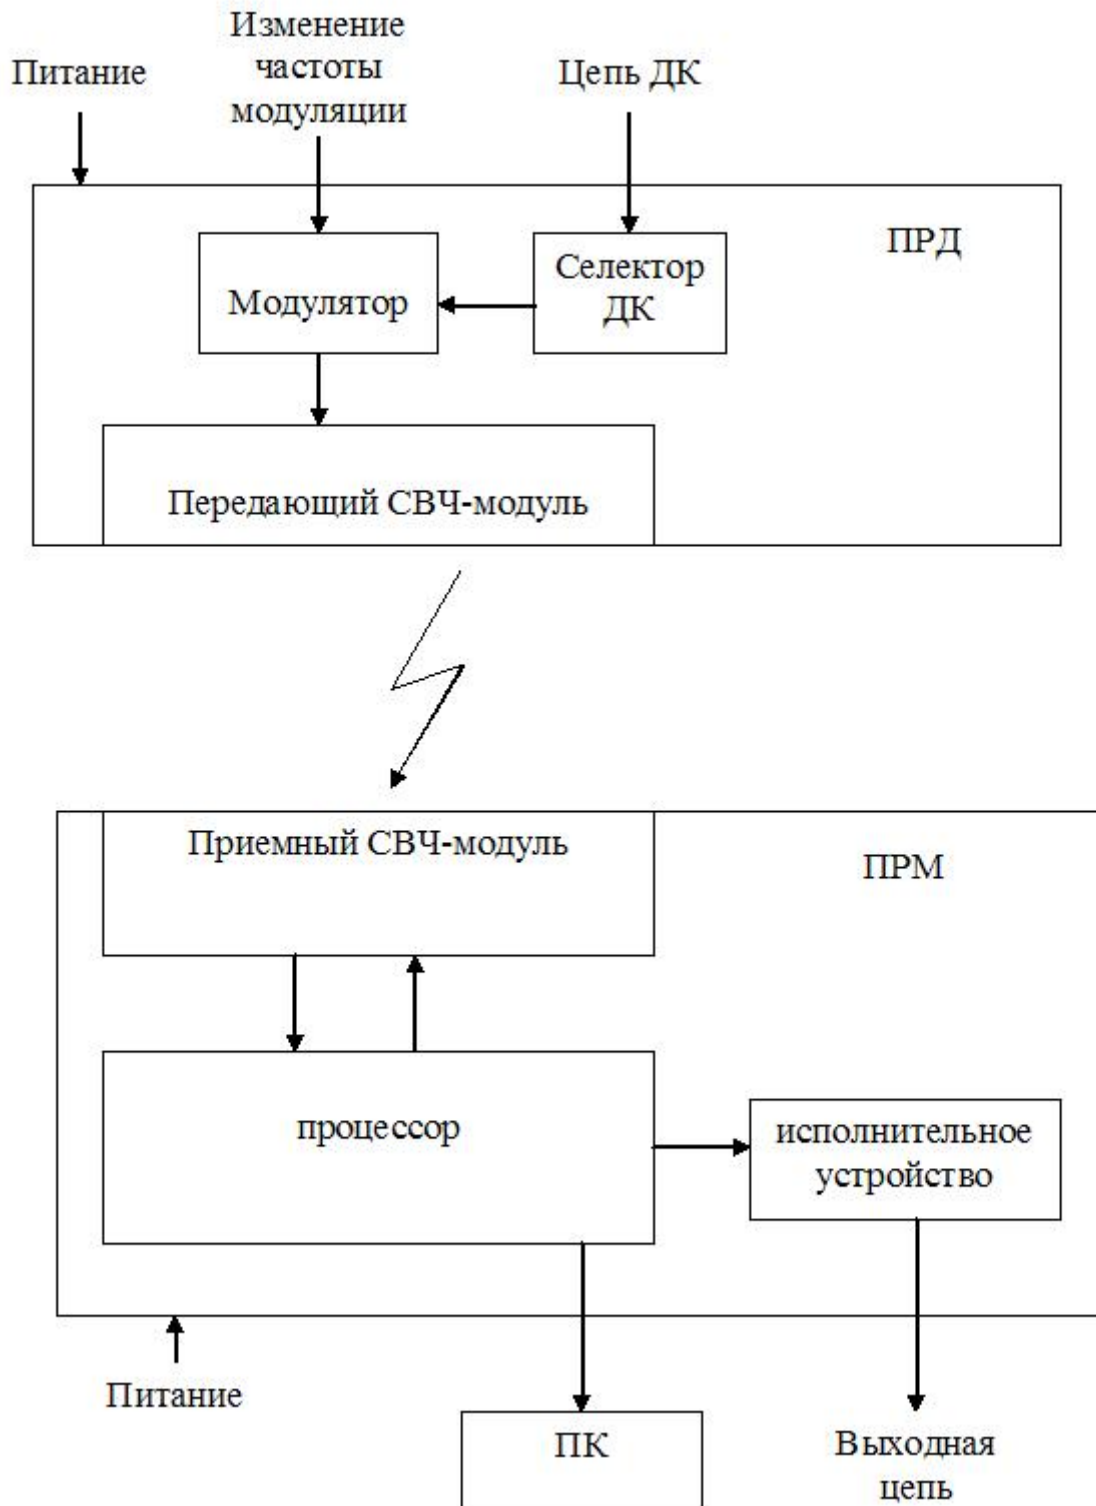 Питание
Изменение
частоты
модуляции
Цепь ДК
ПРД
Модулятор
Селектор
ДК
Передающий СВЧ-модуль
Приемный СВЧ-модуль
ПРМ
процессор
исполнительное
устройство
Питание
ПК
Выходная
цепь